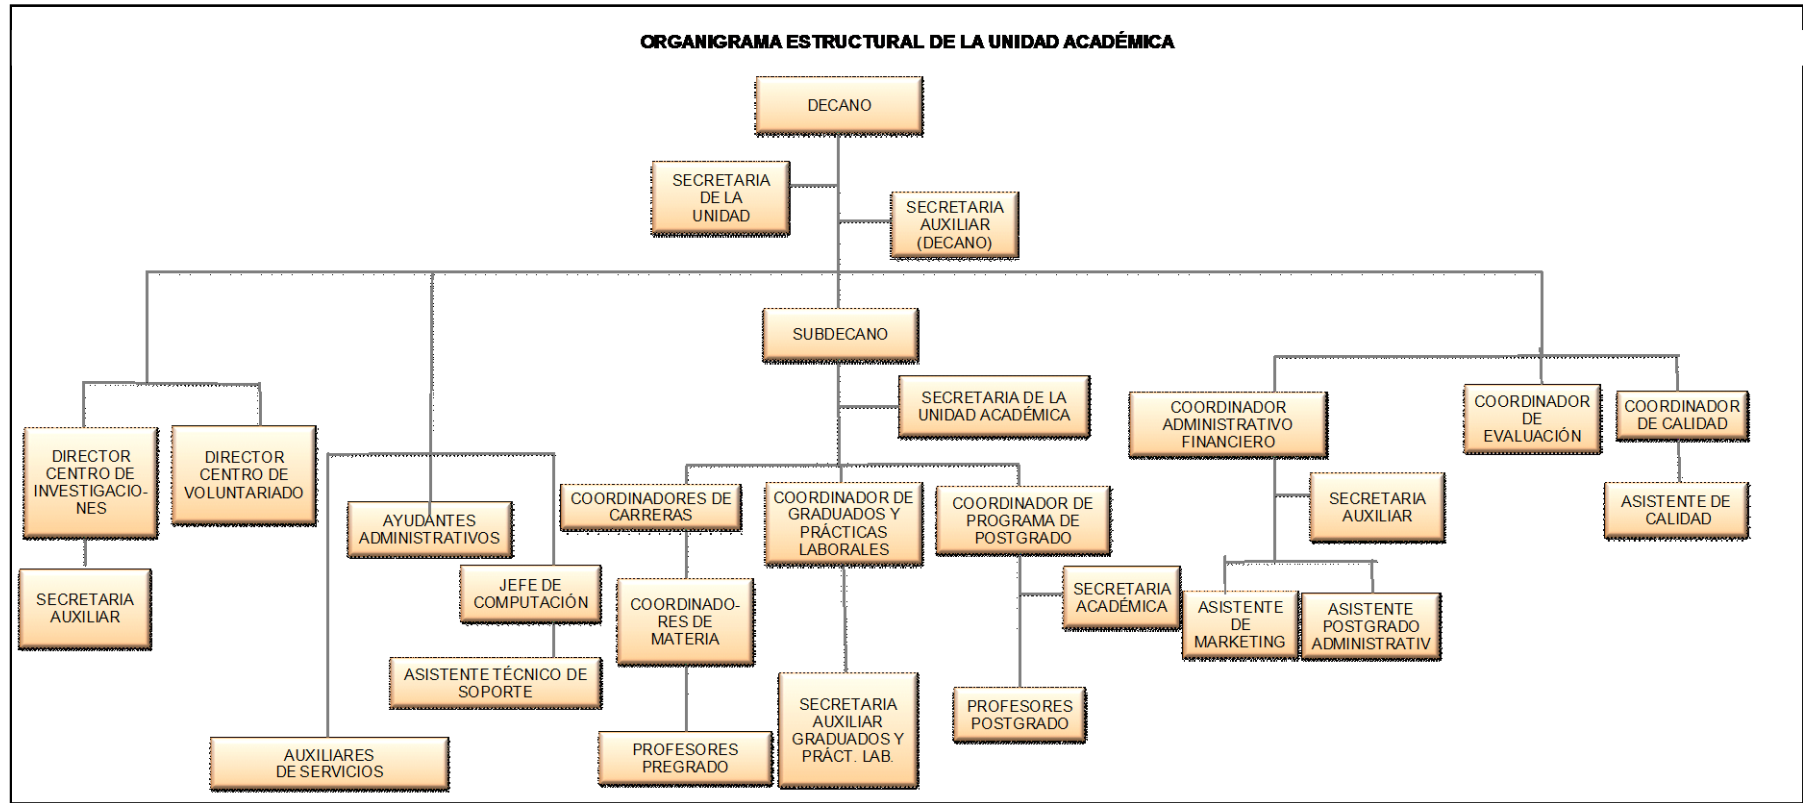 ORGANIGRAMA ESTRUCTURAL DE LA UNIDAD ACADÉMICA
DECANO
SECRETARIA
DE LA
UNIDAD
SECRETARIA
AUXILIAR
(DECANO)
SUBDECANO
SECRETARIA DE LA
UNIDAD ACADÉMICA
DIRECTOR
CENTRO DE
INVESTIGACIO-
NES
DIRECTOR
CENTRO DE
VOLUNTARIADO
SECRETARIA
AUXILIAR
AYUDANTES
ADMINISTRATIVOS
JEFE DE
COMPUTACIÓN
ASISTENTE TÉCNICO DE
SOPORTE
AUXILIARES
DE SERVICIOS
COORDINADORES DE
CARRERAS
COORDINADO-
RES DE
MATERIA
PROFESORES
PREGRADO
COORDINADOR DE
GRADUADOS Y
PRÁCTICAS
LABORALES
SECRETARIA
AUXILIAR
GRADUADOS Y
PRÁCT. LAB.
COORDINADOR
DE
PROGRAMA DE
POSTGRADO
SECRETARIA
ACADÉMICA
PROFESORES
POSTGRADO
COORDINADOR
ADMINISTRATIVO
FINANCIERO
SECRETARIA
AUXILIAR
ASISTENTE
DE
MARKETING
ASISTENTE
POSTGRADO
ADMINISTRATIV
COORDINADOR
DE
EVALUACIÓN
COORDINADOR
DE CALIDAD
ASISTENTE DE
CALIDAD